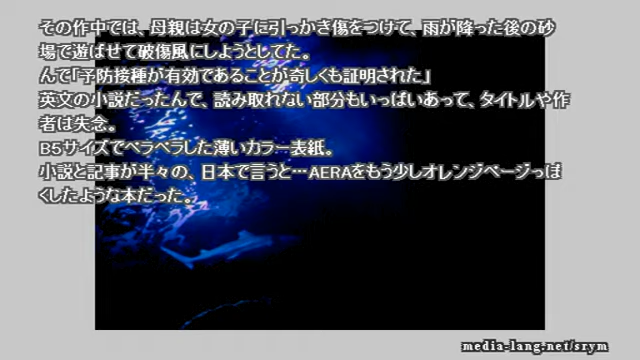 その作中では、母親は女の子に引っかき傷をつけて、雨が降った後の砂
場で遊ばせて破傷風にしようとしてた。
んで「予防接種が有効であることが奇しくも証明された」
英文の小説だったんで、読み取れない部分もいっぱいあって、タイトルや作
者は失念。
B5サイズでペラペラした薄いカラー表紙。
小説と記事が半々の、日本で言うと…AERAをもう少しオレンジページっぽ
くしたような本だった。
media-lang.net/srym